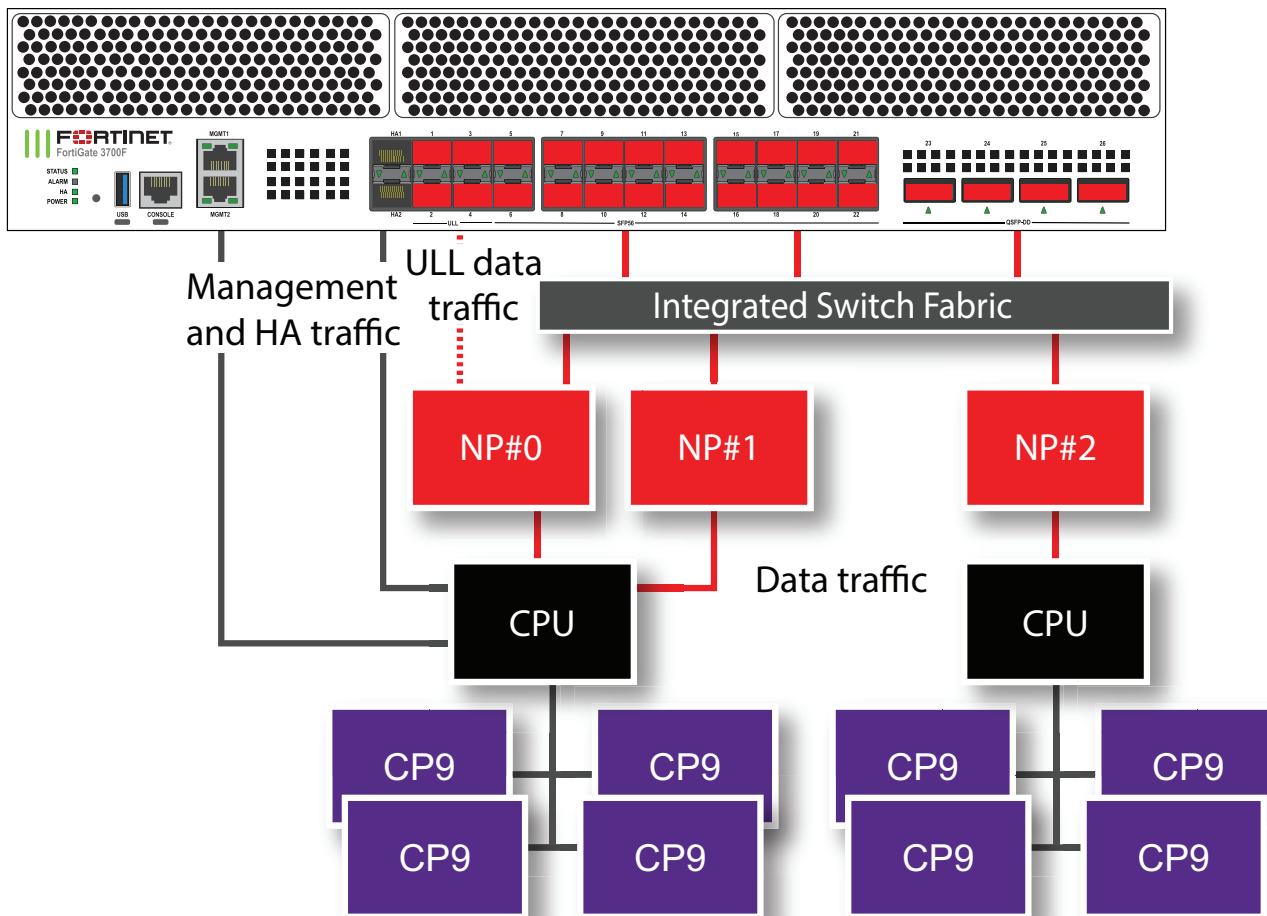 FORTINET
FortiGate 3700F
STATUS
ALARM
HA
POWER
USB
CONSOLE
MGMT1
MGMT2
HA1 1 3 5 7 9 11 13 15 17 19 21
HA2 2 4 6 8 10 12 14 16 18 20 22
ULL
SFP56
23 24 25 26
QSFP-DD
Management
and HA traffic
ULL data
traffic
Integrated Switch Fabric
NP#0
NP#1
NP#2
Data traffic
CPU
CPU
CP9
CP9
CP9
CP9
CP9
CP9
CP9
CP9